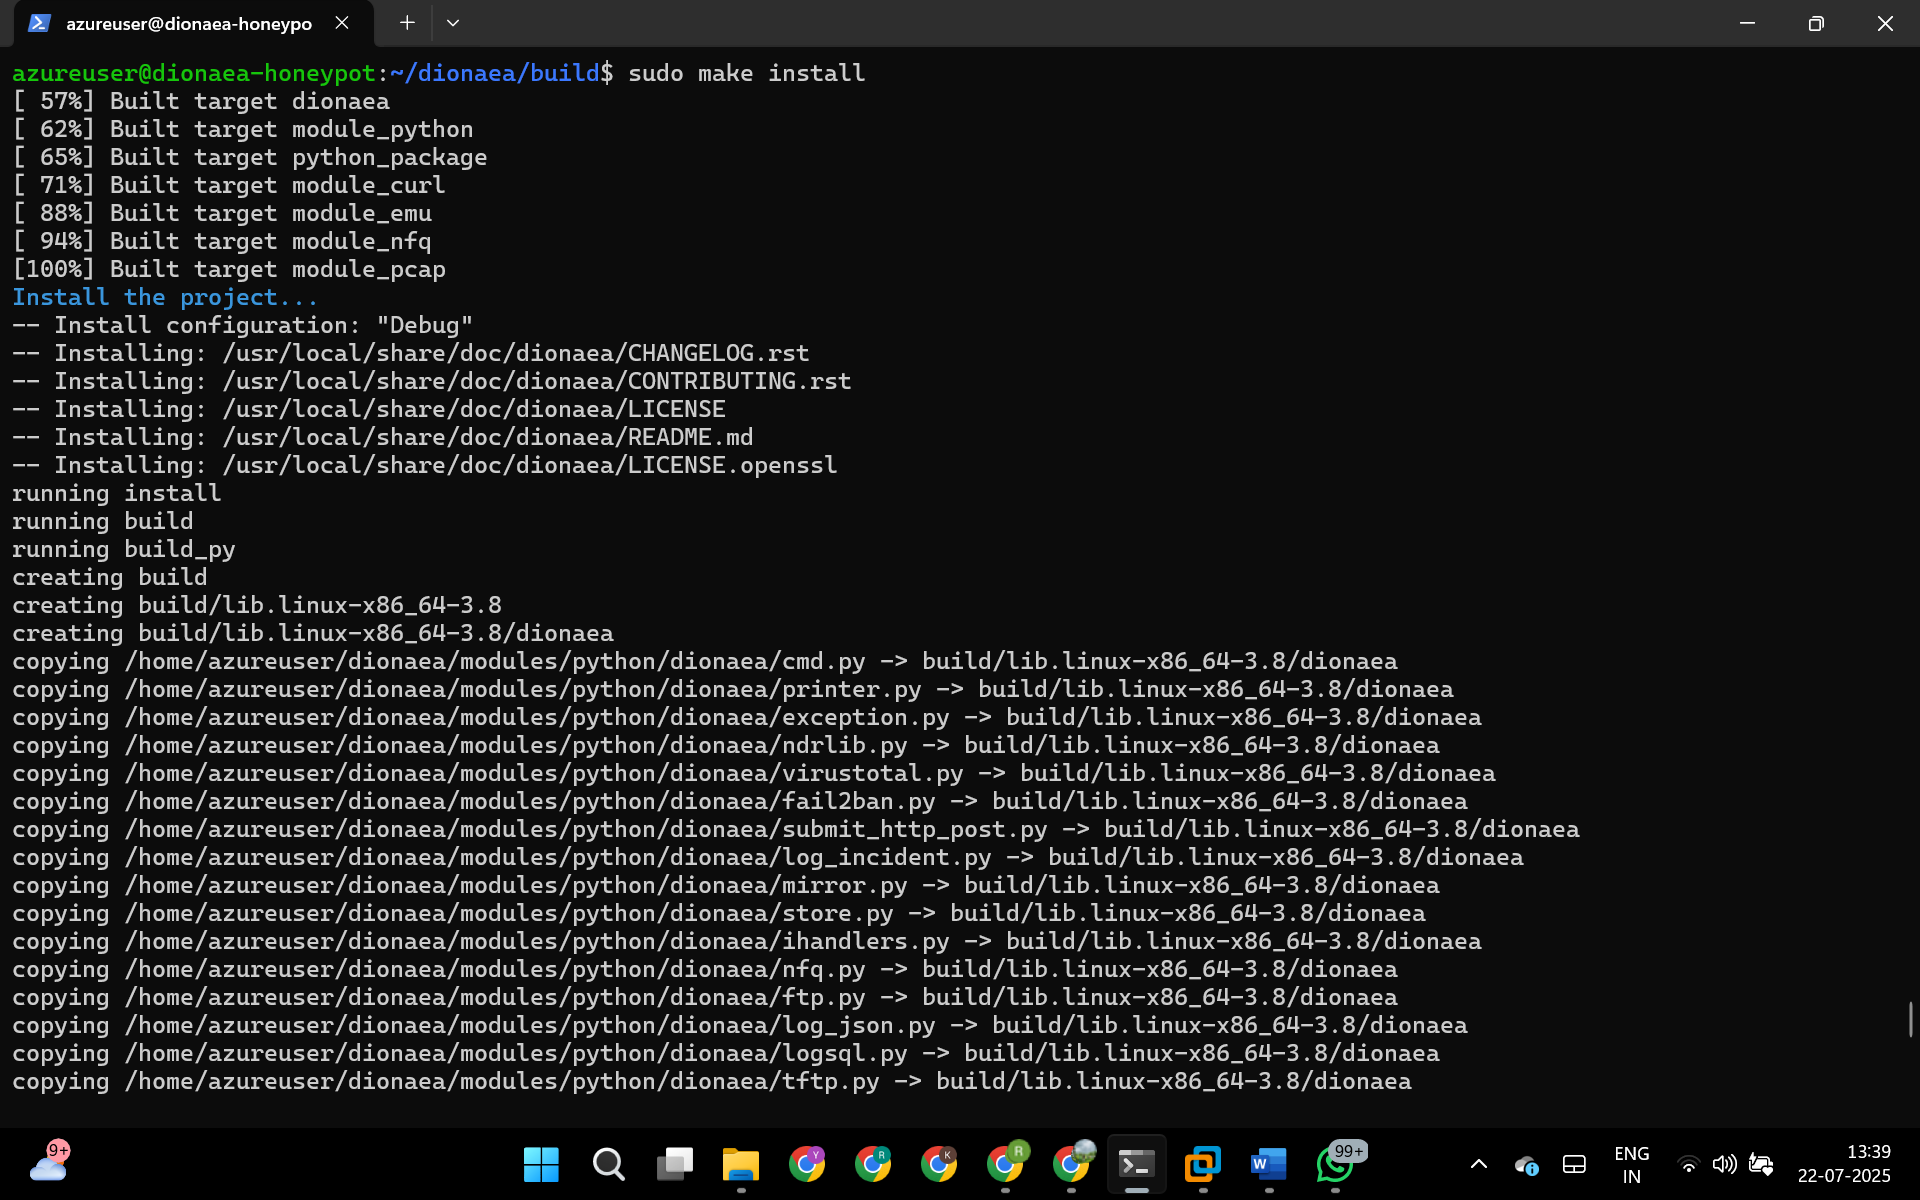 azureuser@dionaea-honeypo
azureuser@dionaea-honeypot:~/dionaea/build$ sudo make install
[ 57%] Built target dionaea
[ 62%] Built target module_python
[ 65%] Built target python_package
[ 71%] Built target module_curl
[ 88%] Built target module_emu
[ 94%] Built target module_nfq
[100%] Built target module_pcap
Install the project...
-- Install configuration: "Debug"
-- Installing: /usr/local/share/doc/dionaea/CHANGELOG.rst
-- Installing: /usr/local/share/doc/dionaea/CONTRIBUTING.rst
-- Installing: /usr/local/share/doc/dionaea/LICENSE
-- Installing: /usr/local/share/doc/dionaea/README.md
-- Installing: /usr/local/share/doc/dionaea/LICENSE.openssl
running install
running build
running build_py
creating build
creating build/lib.linux-x86_64-3.8
creating build/lib.linux-x86_64-3.8/dionaea
copying /home/azureuser/dionaea/modules/python/dionaea/cmd.py -> build/lib.linux-x86_64-3.8/dionaea
copying /home/azureuser/dionaea/modules/python/dionaea/printer.py -> build/lib.linux-x86_64-3.8/dionaea
copying /home/azureuser/dionaea/modules/python/dionaea/exception.py -> build/lib.linux-x86_64-3.8/dionaea
copying /home/azureuser/dionaea/modules/python/dionaea/ndrlib.py -> build/lib.linux-x86_64-3.8/dionaea
copying /home/azureuser/dionaea/modules/python/dionaea/virustotal.py -> build/lib.linux-x86_64-3.8/dionaea
copying /home/azureuser/dionaea/modules/python/dionaea/fail2ban.py -> build/lib.linux-x86_64-3.8/dionaea
copying /home/azureuser/dionaea/modules/python/dionaea/submit_http_post.py -> build/lib.linux-x86_64-3.8/dionaea
copying /home/azureuser/dionaea/modules/python/dionaea/log_incident.py -> build/lib.linux-x86_64-3.8/dionaea
copying /home/azureuser/dionaea/modules/python/dionaea/mirror.py -> build/lib.linux-x86_64-3.8/dionaea
copying /home/azureuser/dionaea/modules/python/dionaea/store.py -> build/lib.linux-x86_64-3.8/dionaea
copying /home/azureuser/dionaea/modules/python/dionaea/ihandlers.py -> build/lib.linux-x86_64-3.8/dionaea
copying /home/azureuser/dionaea/modules/python/dionaea/nfq.py -> build/lib.linux-x86_64-3.8/dionaea
copying /home/azureuser/dionaea/modules/python/dionaea/ftp.py -> build/lib.linux-x86_64-3.8/dionaea
copying /home/azureuser/dionaea/modules/python/dionaea/log_json.py -> build/lib.linux-x86_64-3.8/dionaea
copying /home/azureuser/dionaea/modules/python/dionaea/logsql.py -> build/lib.linux-x86_64-3.8/dionaea
copying /home/azureuser/dionaea/modules/python/dionaea/tftp.py -> build/lib.linux-x86_64-3.8/dionaea
9+
Y
R
K
R
W
99+
ENG
IN
13:39
22-07-2025